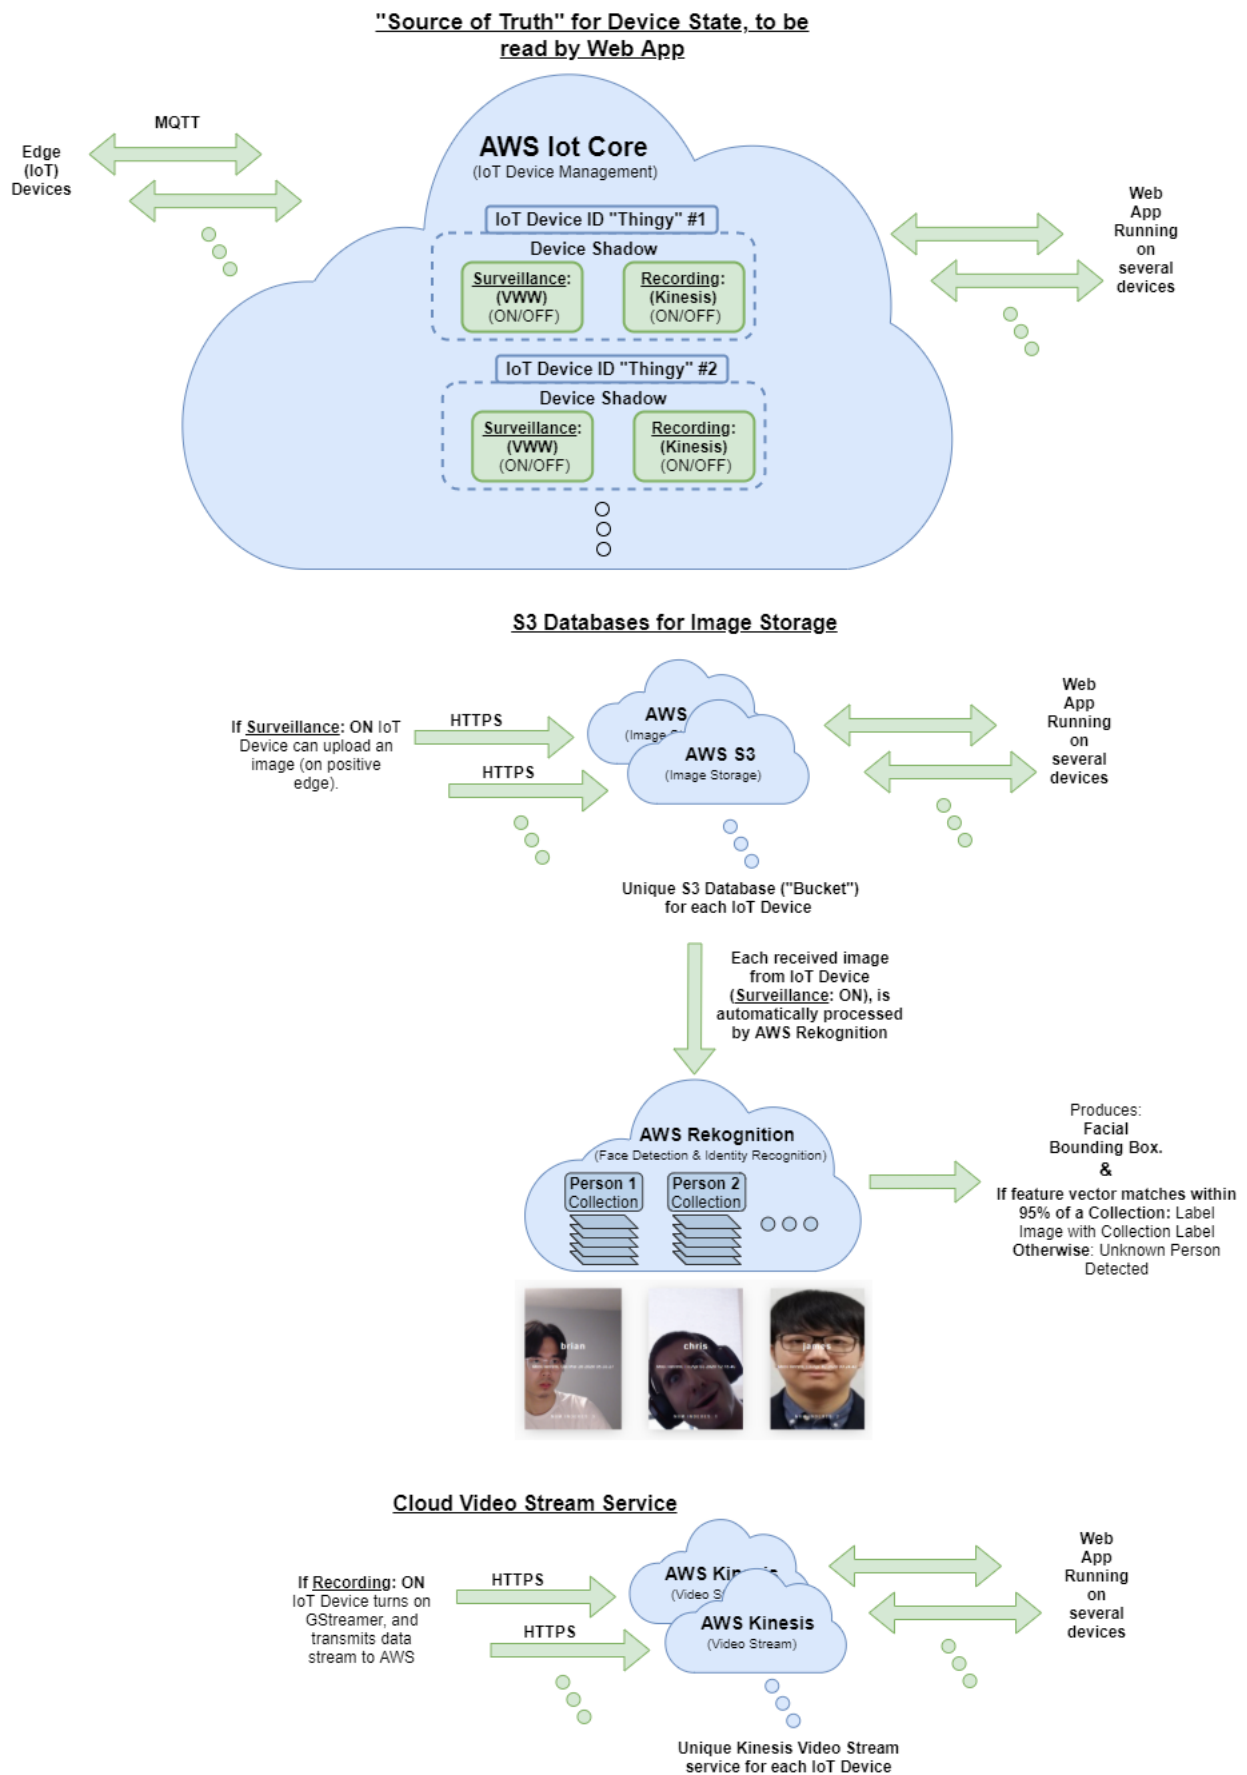 "Source of Truth" for Device State, to be
read by Web App
MQTT
Edge
(IoT)
Devices
AWS Iot Core
(IoT Device Management)
IoT Device ID "Thingy" #1
Device Shadow
Surveillance:
(VWW)
(ON/OFF)
Recording:
(Kinesis)
(ON/OFF)
IoT Device ID "Thingy" #2
Device Shadow
Surveillance:
(VWW)
(ON/OFF)
Recording:
(Kinesis)
(ON/OFF)
Web
App
Running
on
several
devices
S3 Databases for Image Storage
If Surveillance: ON IoT
Device can upload an
image (on positive
edge).
HTTPS
HTTPS
AWS
(Image S
AWS S3
(Image Storage)
Web
App
Running
on
several
devices
Unique S3 Database ("Bucket")
for each IoT Device
Each received image
from IoT Device
(Surveillance: ON), is
automatically processed
by AWS Rekognition
AWS Rekognition
(Face Detection & Identity Recognition)
Person 1
Collection
Person 2
Collection
Produces:
Facial
Bounding Box.
&
If feature vector matches within
95% of a Collection: Label
Image with Collection Label
Otherwise: Unknown Person
Detected
brian
chris
james
Cloud Video Stream Service
If Recording: ON
IoT Device turns on
GStreamer, and
transmits data
stream to AWS
HTTPS
HTTPS
AWS Kinesis
(Video S
AWS Kinesis
(Video Stream)
Web
App
Running
on
several
devices
Unique Kinesis Video Stream
service for each IoT Device